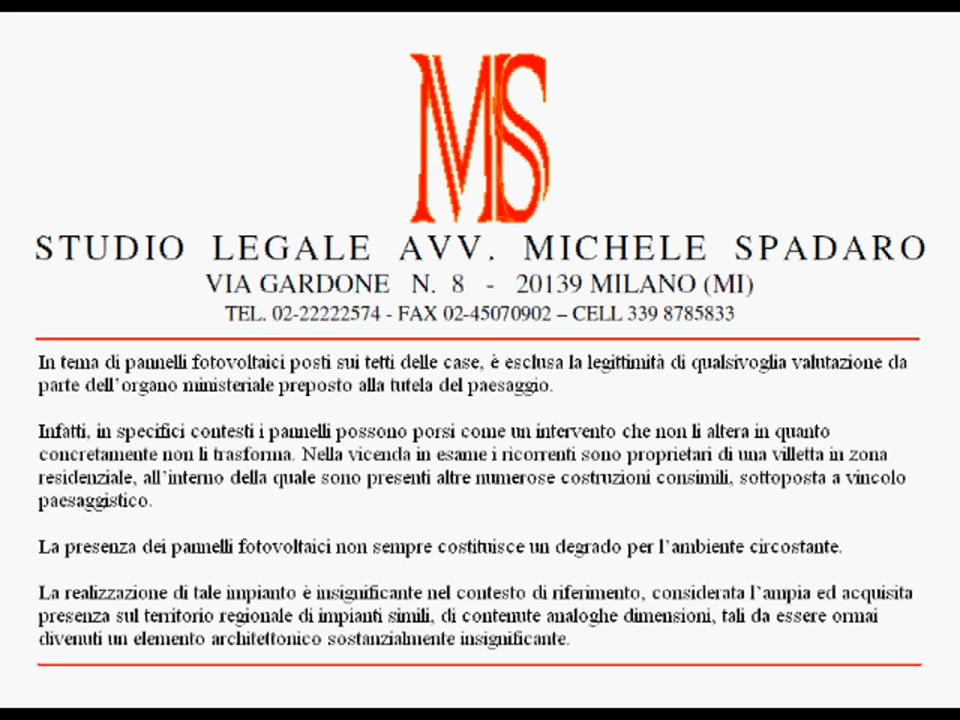 MS
STUDIO LEGALE AVV. MICHELE SPADARO
VIA GARDONE N. 8 - 20139 MILANO (MI)
TEL. 02-22222574 - FAX 02-45070902 – CELL 339 8785833
In tema di pannelli fotovoltaici posti sui tetti delle case, è esclusa la legittimità di qualsivoglia valutazione da
parte dell'organo ministeriale preposto alla tutela del paesaggio.
Infatti, in specifici contesti i pannelli possono porsi come un intervento che non li altera in quanto
concretamente non li trasforma. Nella vicenda in esame i ricorrenti sono proprietari di una villetta in zona
residenziale, all'interno della quale sono presenti altre numerose costruzioni consimili, sottoposta a vincolo
paesaggistico.
La presenza dei pannelli fotovoltaici non sempre costituisce un degrado per l'ambiente circostante.
La realizzazione di tale impianto è insignificante nel contesto di riferimento, considerata l'ampia ed acquisita
presenza sul territorio regionale di impianti simili, di contenute analoghe dimensioni, tali da essere ormai
divenuti un elemento architettonico sostanzialmente insignificante.